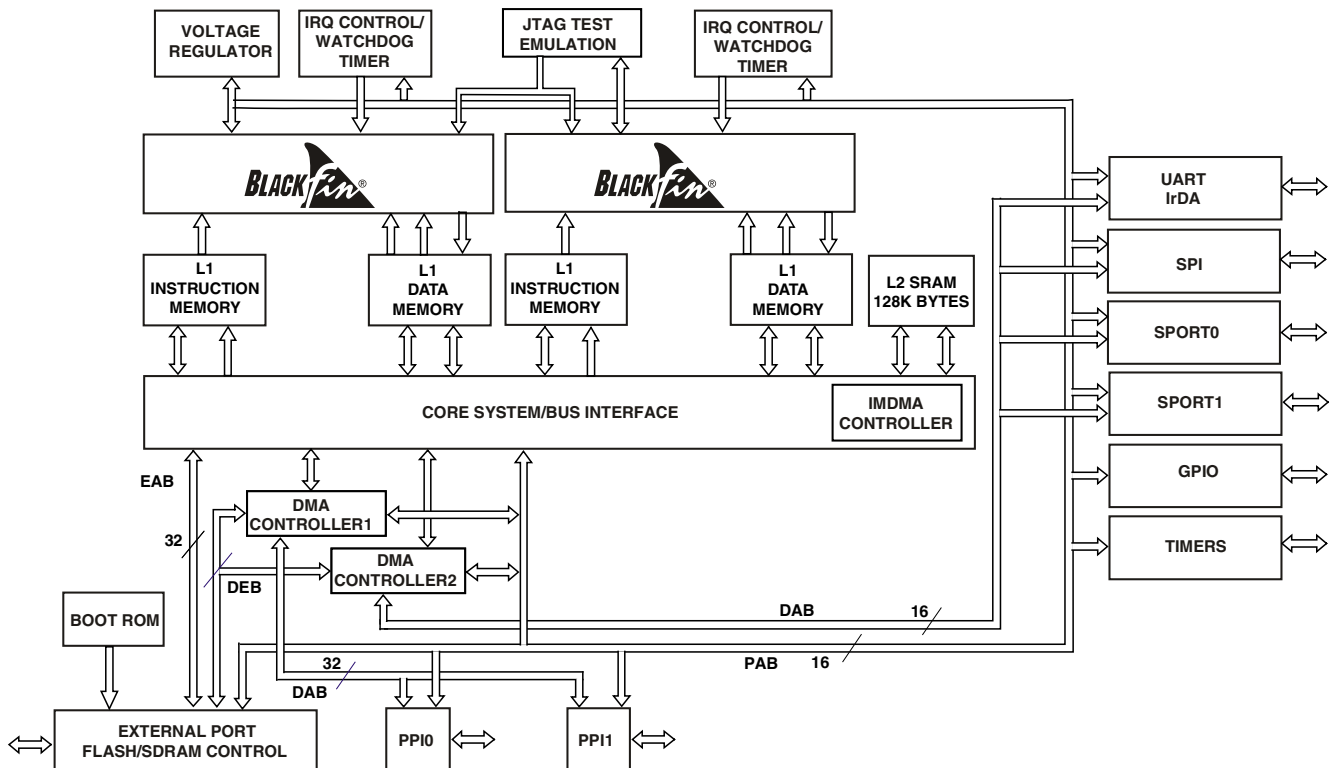 VOLTAGE
REGULATOR
IRQ CONTROL/
WATCHDOG
TIMER
JTAG TEST
EMULATION
IRQ CONTROL/
WATCHDOG
TIMER
BLACKfin®
BLACKfin®
UART
IrDA
L1
INSTRUCTION
MEMORY
L1
DATA
MEMORY
L1
INSTRUCTION
MEMORY
L1
DATA
MEMORY
L2 SRAM
128K BYTES
SPI
SPORT0
CORE SYSTEM/BUS INTERFACE
IMDMA
CONTROLLER
SPORT1
EAB
GPIO
DMA
CONTROLLER1
32
TIMERS
DMA
CONTROLLER2
DEB
BOOT ROM
DAB
16
32
PAB
16
DAB
EXTERNAL PORT
FLASH/SDRAM CONTROL
PPI0
PPI1